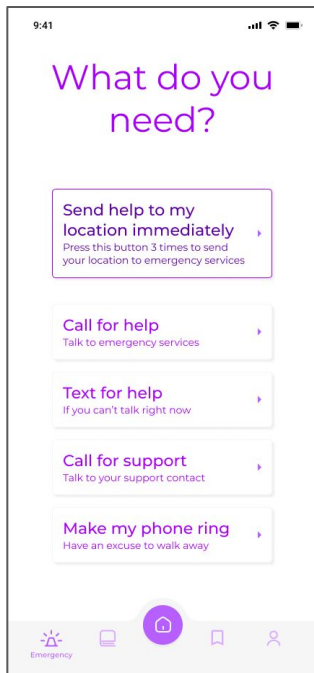 9:41
What do you
need?
Send help to my
location immediately
Press this button 3 times to send
your location to emergency services
Call for help
Talk to emergency services
Text for help
If you can't talk right now
Call for support
Talk to your support contact
Make my phone ring
Have an excuse to walk away
Emergency